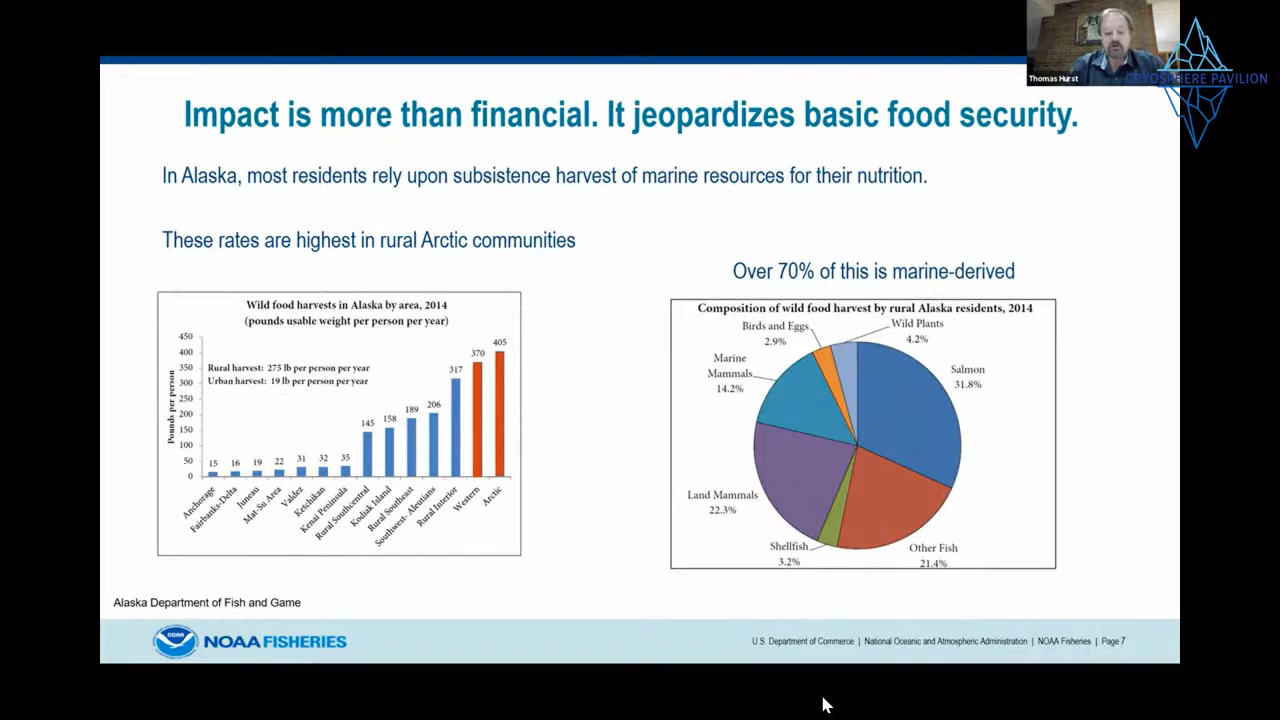 Thomas Hurst
CRYOSPHERE PAVILION
Impact is more than financial. It jeopardizes basic food security.
In Alaska, most residents rely upon subsistence harvest of marine resources for their nutrition.
These rates are highest in rural Arctic communities
Over 70% of this is marine-derived
Wild food harvests in Alaska by area, 2014
(pounds usable weight per person per year)
Pounds per person
450
400
350
300
250
200
150
100
50
0
Rural harvest: 275 lb per person per year
Urban harvest: 19 lb per person per year
15
16
19
22
31
32
35
145
158
189
206
317
370
405
Anchorage
Fairbanks-Delta
Juneau
Mat-Su Area
Valdez
Ketchikan
Kenai Peninsula
Rural Southcentral
Kodiak Island
Rural Southeast
Southwest- Aleutians
Rural Interior
Western
Arctic
Composition of wild food harvest by rural Alaska residents, 2014
Birds and Eggs
2.9%
Wild Plants
4.2%
Marine
Mammals
14.2%
Salmon
31.8%
Land Mammals
22.3%
Shellfish
3.2%
Other Fish
21.4%
Alaska Department of Fish and Game
NOAA
NOAA FISHERIES
U.S. Department of Commerce | National Oceanic and Atmospheric Administration | NOAA Fisheries | Page 7